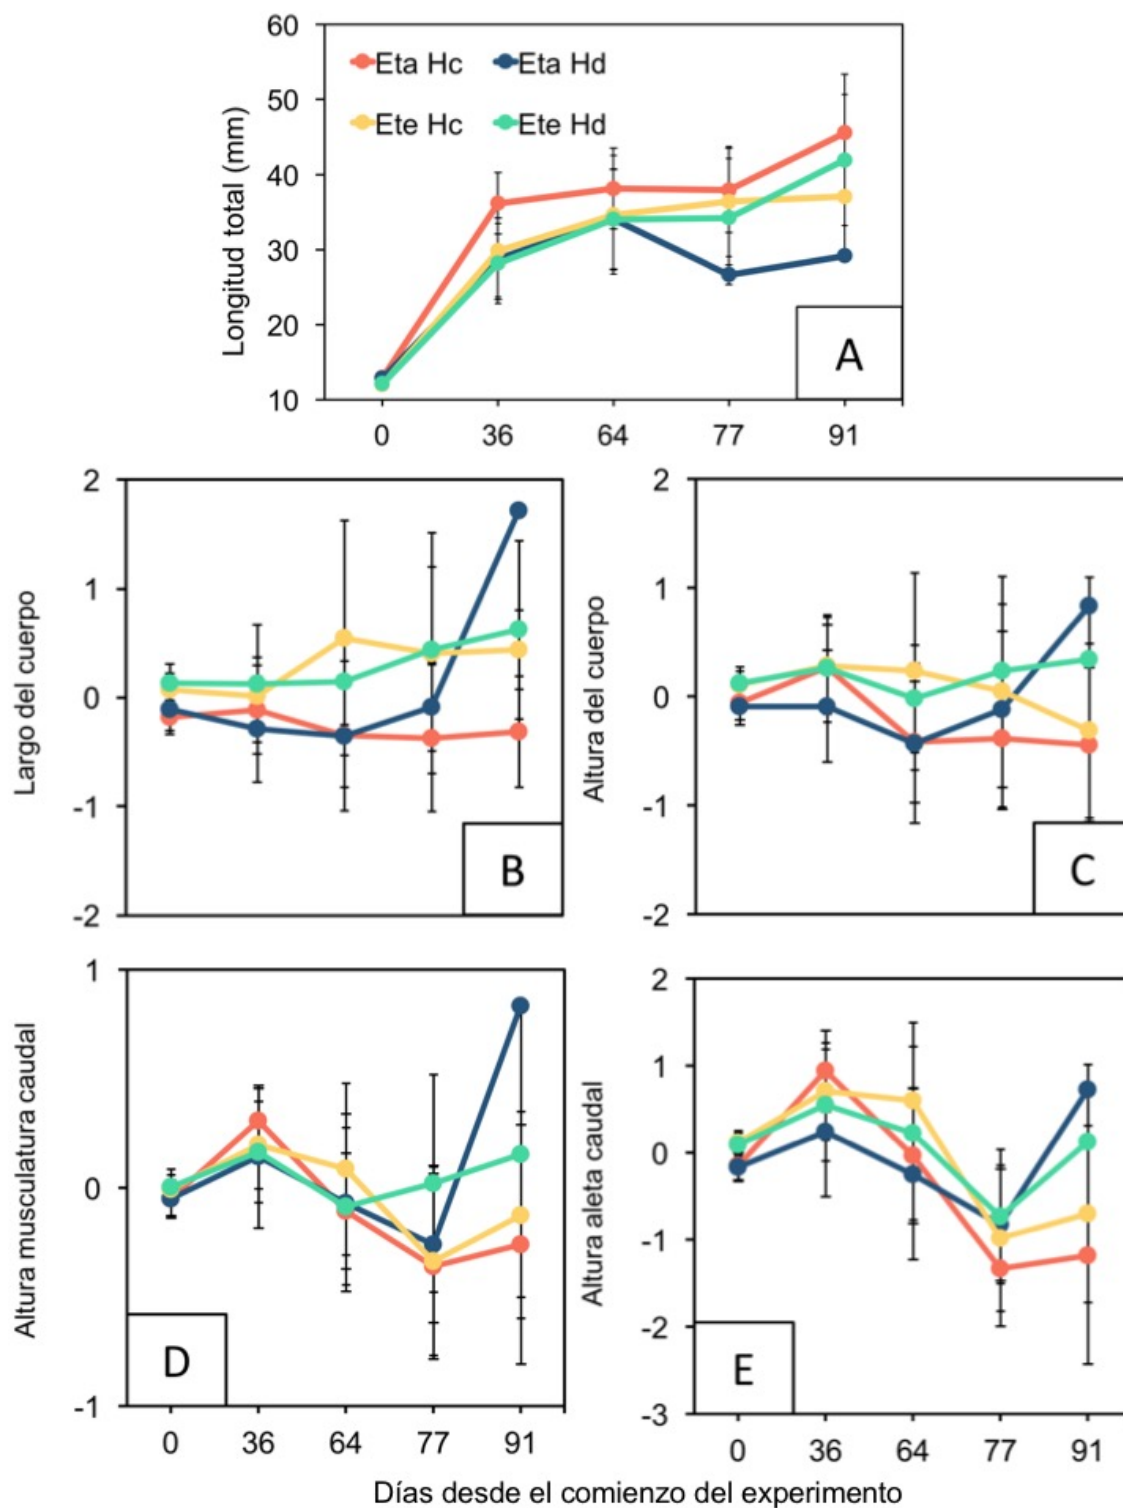 60
50
40
30
20
10
Longitud total (mm)
Eta Hc Eta Hd
Ete Hc Ete Hd
A
0 36 64 77 91
2
1
0
-1
-2
Largo del cuerpo
B
2
1
0
-1
-2
Altura del cuerpo
C
1
0
-1
Altura musculatura caudal
D
0 36 64 77 91
2
1
0
-1
-2
-3
Altura aleta caudal
E
0 36 64 77 91
Días desde el comienzo del experimento